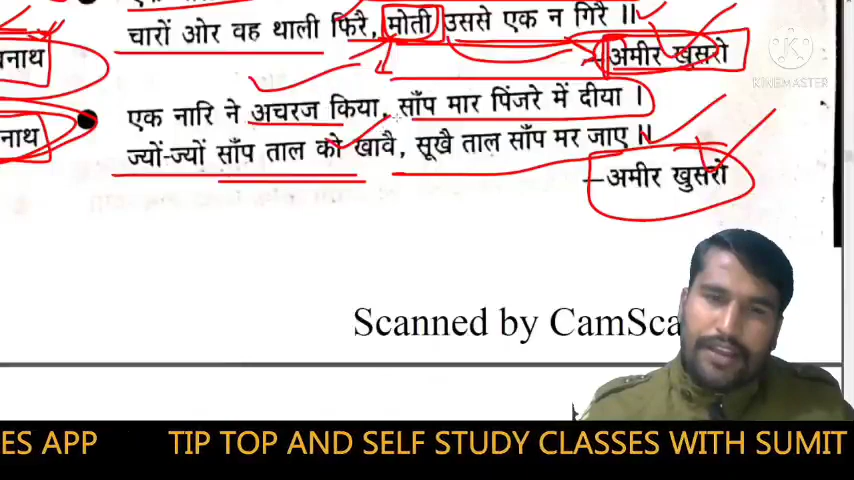 चारों ओर वह थाली फिरै, मोती उससे एक न गिरै ॥
—अमीर खुसरो
KINEMASTER
एक नारि ने अचरज किया, साँप मार पिंजरे में दीया ।
ज्यों-ज्यों साँप ताल को खावै, सूखै ताल साँप मर जाए ॥
—अमीर खुसरो
Scanned by CamSca
ES APP TIP TOP AND SELF STUDY CLASSES WITH SUMIT